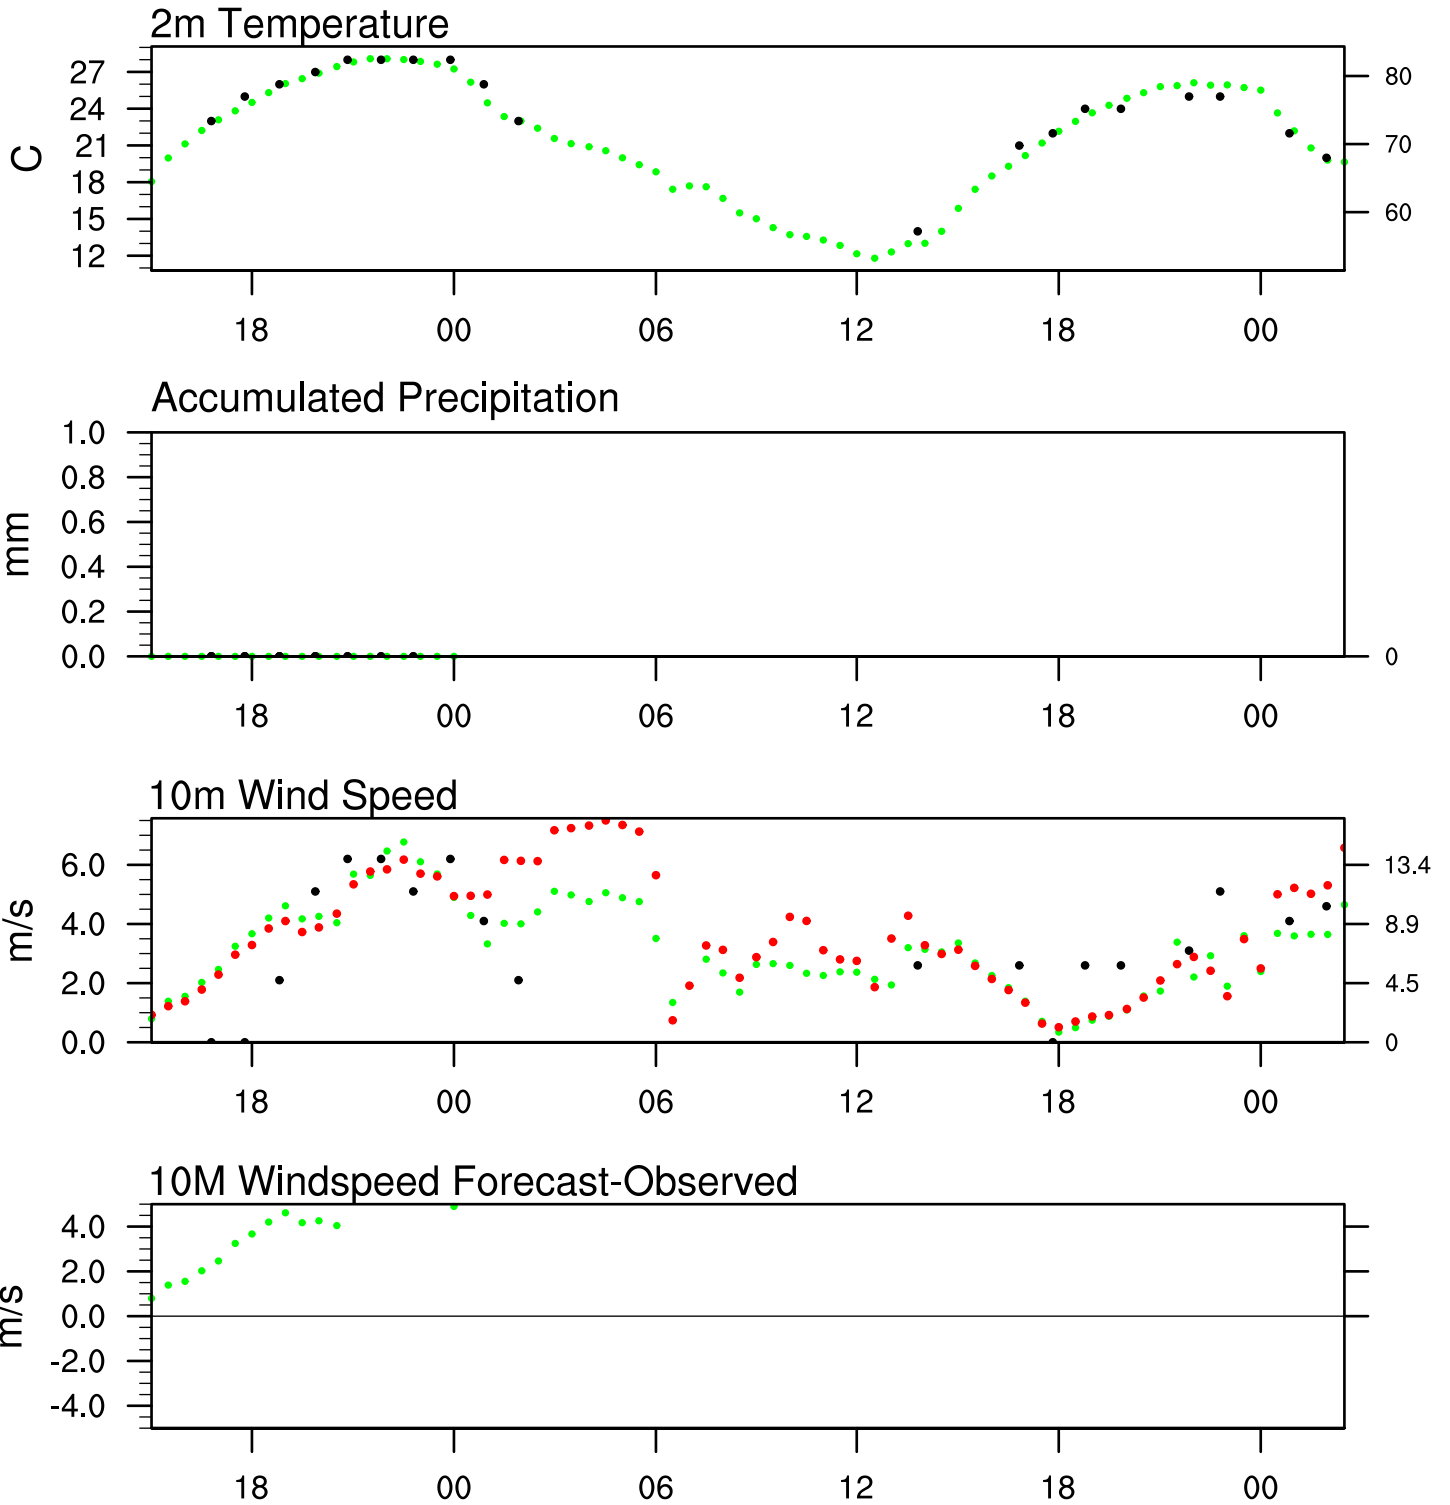 2m Temperature
27
24
21
18
15
12
C
80
70
60
18 00 06 12 18 00
Accumulated Precipitation
1.0
0.8
0.6
0.4
0.2
0.0
mm
0
18 00 06 12 18 00
10m Wind Speed
6.0
4.0
2.0
0.0
m/s
13.4
8.9
4.5
0
18 00 06 12 18 00
10M Windspeed Forecast-Observed
4.0
2.0
0.0
-2.0
-4.0
m/s
18 00 06 12 18 00